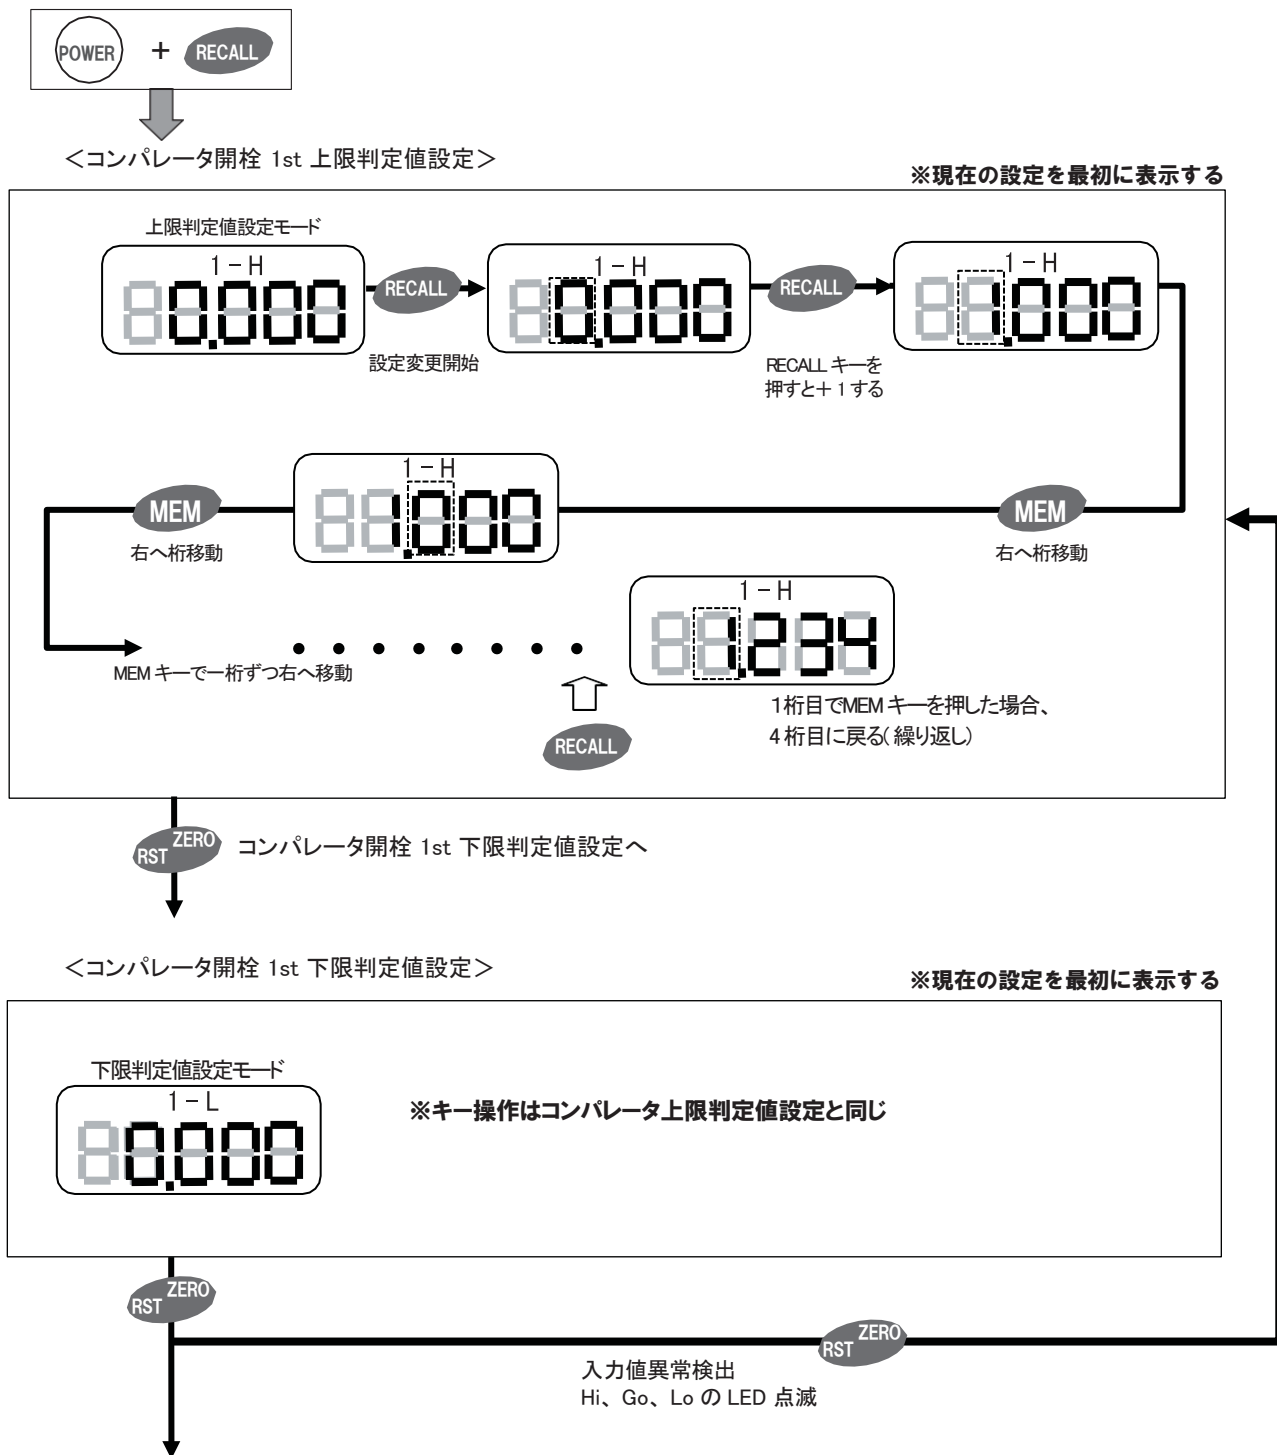 POWER + RECALL
<コンパレータ開栓 1st 上限判定値設定>
※現在の設定を最初に表示する
上限判定値設定モード
1-H
0.000
RECALL
設定変更開始
1-H
0.000
RECALL
RECALL キーを
押すと+1する
1-H
1.000
MEM
右へ桁移動
1-H
1.000
MEM
右へ桁移動
MEM キーで一桁ずつ右へ移動
• • • • • • • •
RECALL
1-H
1.234
1桁目でMEM キーを押した場合、
4桁目に戻る(繰り返し)
RST ZERO
コンパレータ開栓 1st 下限判定値設定へ
<コンパレータ開栓 1st 下限判定値設定>
※現在の設定を最初に表示する
下限判定値設定モード
1-L
0.000
※キー操作はコンパレータ上限判定値設定と同じ
RST ZERO
RST ZERO
入力値異常検出
Hi、Go、Lo の LED 点滅